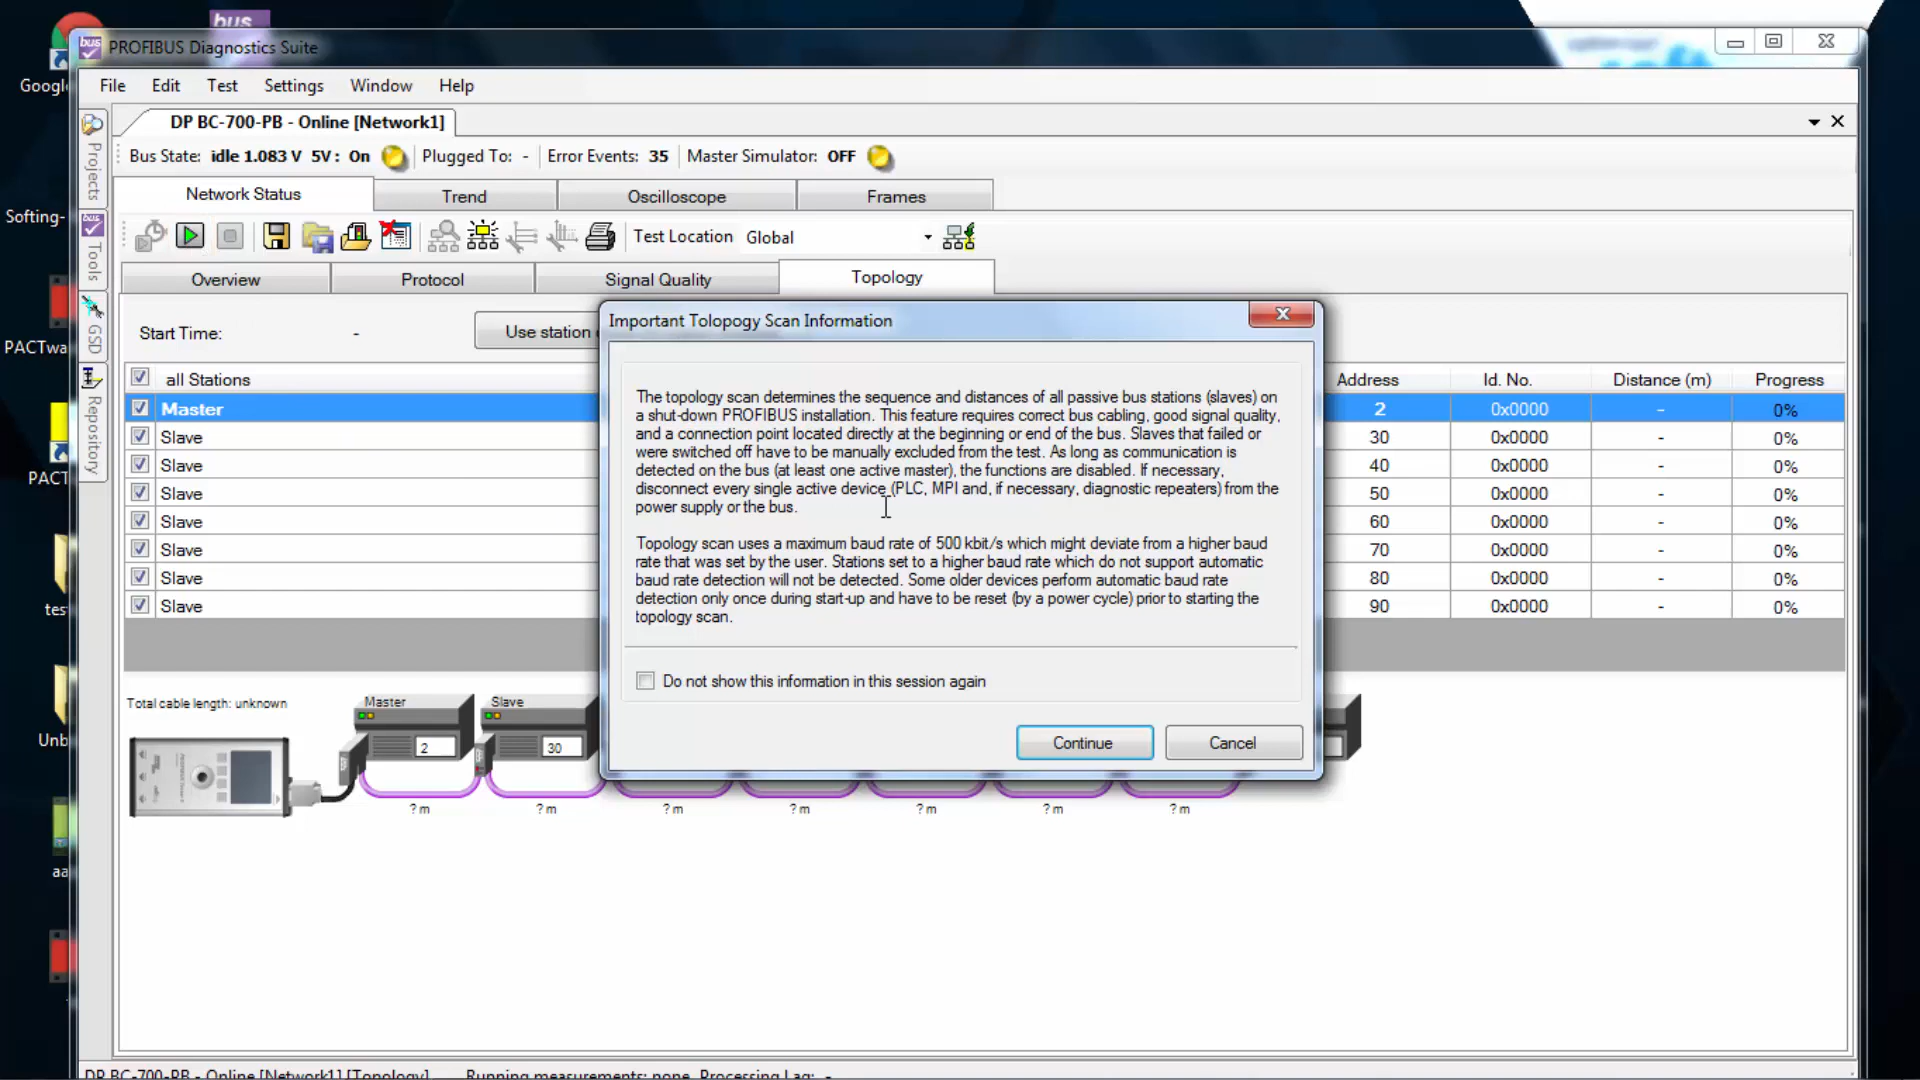 bus
PROFIBUS Diagnostics Suite
Google
File Edit Test Settings Window Help
DP BC-700-PB - Online [Network1]
Bus State: idle 1.083 V 5V: On Plugged To: - Error Events: 35 Master Simulator: OFF
Projects
Network Status Trend Oscilloscope Frames
Softing-
Tools
Test Location Global
Overview Protocol Signal Quality Topology
GSD
Start Time: - Use station
PACTwa
Repository
all Stations Address Id. No. Distance (m) Progress
Master 2 0x0000 - 0%
Slave 30 0x0000 - 0%
Slave 40 0x0000 - 0%
Slave 50 0x0000 - 0%
Slave 60 0x0000 - 0%
Slave 70 0x0000 - 0%
Slave 80 0x0000 - 0%
Slave 90 0x0000 - 0%
PACT
test
Unb
aa
Important Tolopogy Scan Information
The topology scan determines the sequence and distances of all passive bus stations (slaves) on
a shut-down PROFIBUS installation. This feature requires correct bus cabling, good signal quality,
and a connection point located directly at the beginning or end of the bus. Slaves that failed or
were switched off have to be manually excluded from the test. As long as communication is
detected on the bus (at least one active master), the functions are disabled. If necessary,
disconnect every single active device (PLC, MPI and, if necessary, diagnostic repeaters) from the
power supply or the bus.
Topology scan uses a maximum baud rate of 500 kbit/s which might deviate from a higher baud
rate that was set by the user. Stations set to a higher baud rate which do not support automatic
baud rate detection will not be detected. Some older devices perform automatic baud rate
detection only once during start-up and have to be reset (by a power cycle) prior to starting the
topology scan.
Do not show this information in this session again
Continue Cancel
Total cable length: unknown
Master Slave
2 30
? m ? m ? m ? m ? m ? m ? m
DP BC-700-PB - Online [Network1] [Topology] Running measurements: none Processing Lag: -